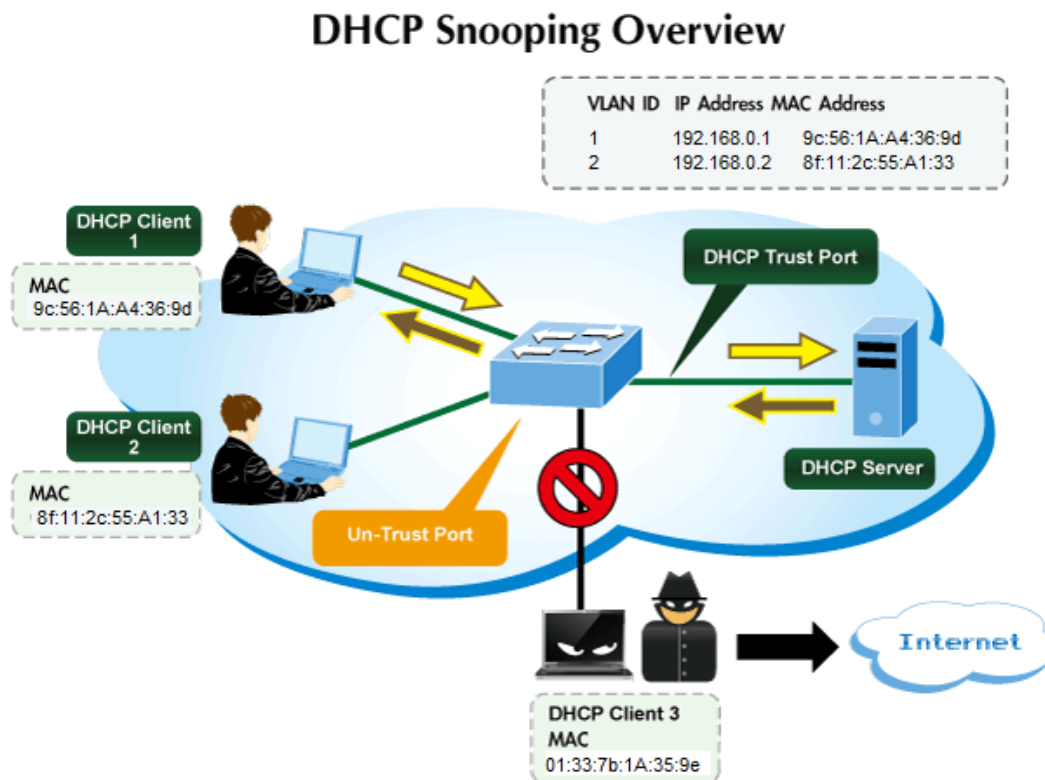 DHCP Snooping Overview
VLAN ID IP Address MAC Address
1 192.168.0.1 9c:56:1A:A4:36:9d
2 192.168.0.2 8f:11:2c:55:A1:33
DHCP Client
1
MAC
9c:56:1A:A4:36:9d
DHCP Trust Port
DHCP Client
2
MAC
8f:11:2c:55:A1:33
DHCP Server
Un-Trust Port
Internet
DHCP Client 3
MAC
01:33:7b:1A:35:9e